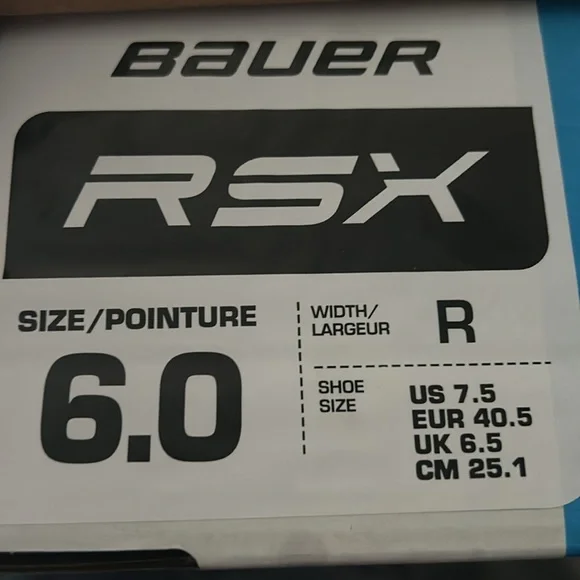 BAUER
RSX
SIZE/POINTURE
6.0
WIDTH/
LARGEUR
R
SHOE
SIZE
US 7.5
EUR 40.5
UK 6.5
CM 25.1